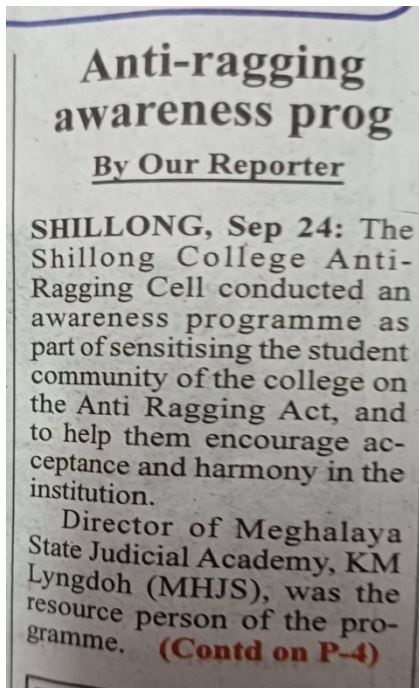 Anti-ragging
awareness prog
By Our Reporter
SHILLONG, Sep 24: The
Shillong College Anti-
Ragging Cell conducted an
awareness programme as
part of sensitising the student
community of the college on
the Anti Ragging Act, and
to help them encourage ac-
ceptance and harmony in the
institution.
Director of Meghalaya
State Judicial Academy, KM
Lyngdoh (MHJS), was the
resource person of the pro-
gramme. (Contd on P-4)